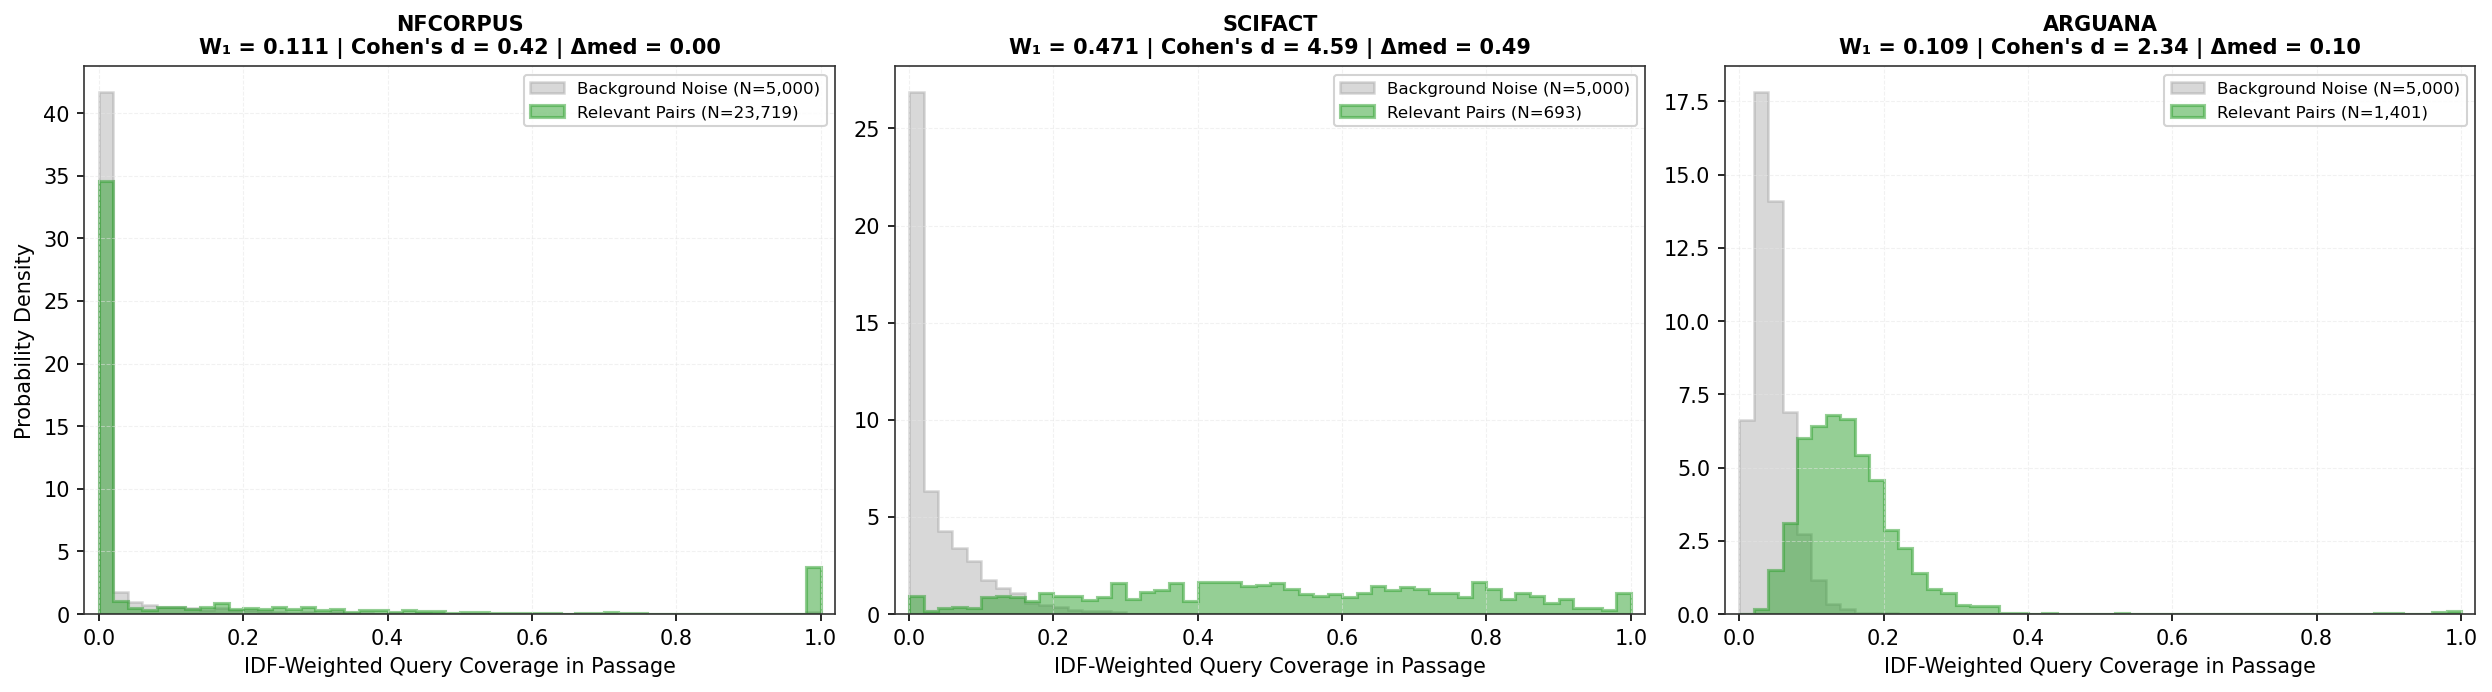 NFCORPUS
W₁ = 0.111 | Cohen's d = 0.42 | Δmed = 0.00
Background Noise (N=5,000)
Relevant Pairs (N=23,719)
Probability Density
40
35
30
25
20
15
10
5
0
0.0 0.2 0.4 0.6 0.8 1.0
IDF-Weighted Query Coverage in Passage
SCIFACT
W₁ = 0.471 | Cohen's d = 4.59 | Δmed = 0.49
Background Noise (N=5,000)
Relevant Pairs (N=693)
25
20
15
10
5
0
0.0 0.2 0.4 0.6 0.8 1.0
IDF-Weighted Query Coverage in Passage
ARGUANA
W₁ = 0.109 | Cohen's d = 2.34 | Δmed = 0.10
Background Noise (N=5,000)
Relevant Pairs (N=1,401)
17.5
15.0
12.5
10.0
7.5
5.0
2.5
0.0
0.0 0.2 0.4 0.6 0.8 1.0
IDF-Weighted Query Coverage in Passage